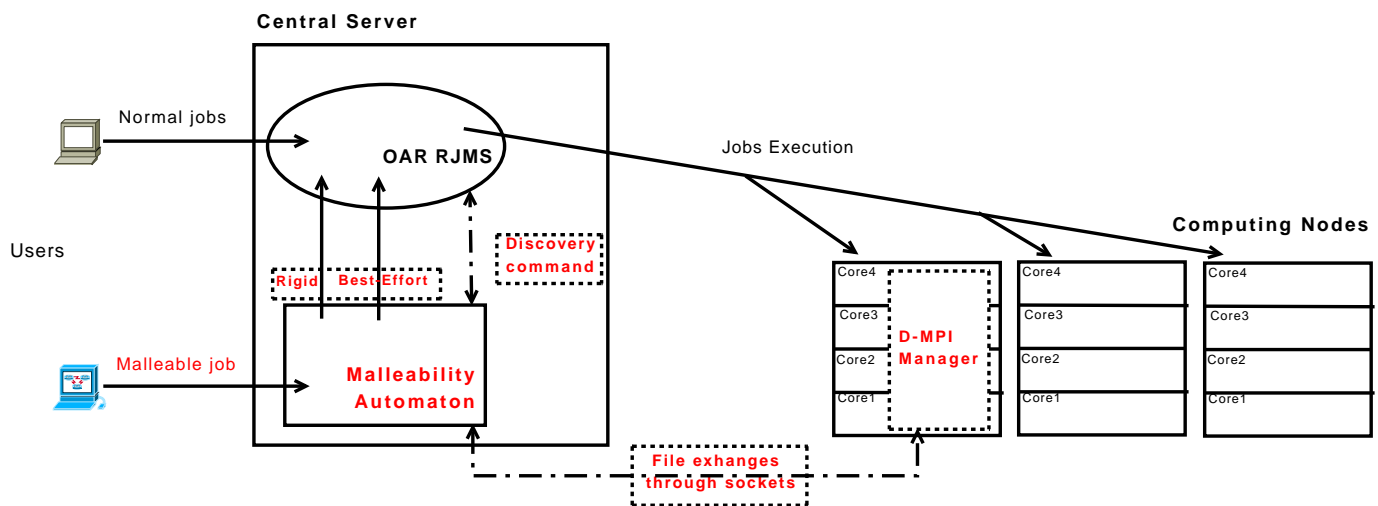 Central Server
Normal jobs
OAR RJMS
Jobs Execution
Computing Nodes
Users
Discovery
command
Rigid
Best-Effort
Malleable job
Malleability
Automaton
Core4
Core3
Core2
Core1
D-MPI
Manager
Core4
Core3
Core2
Core1
Core4
Core3
Core2
Core1
File exhanges
through sockets